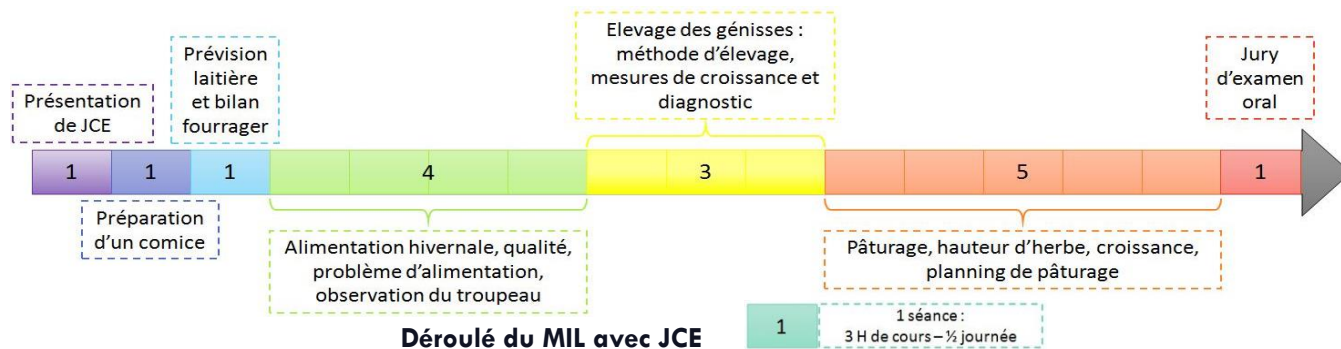 Présentation
de JCE
Prévision
laitière
et bilan
fourrager
Elevage des génisses :
méthode d’élevage,
mesures de croissance et
diagnostic
Jury
d’examen
oral
1
1
1
4
3
5
1
Préparation
d’un comice
Alimentation hivernale, qualité,
problème d’alimentation,
observation du troupeau
Pâturage, hauteur d’herbe, croissance,
planning de pâturage
Déroulé du MIL avec JCE
1
1 séance :
3 H de cours – ½ journée